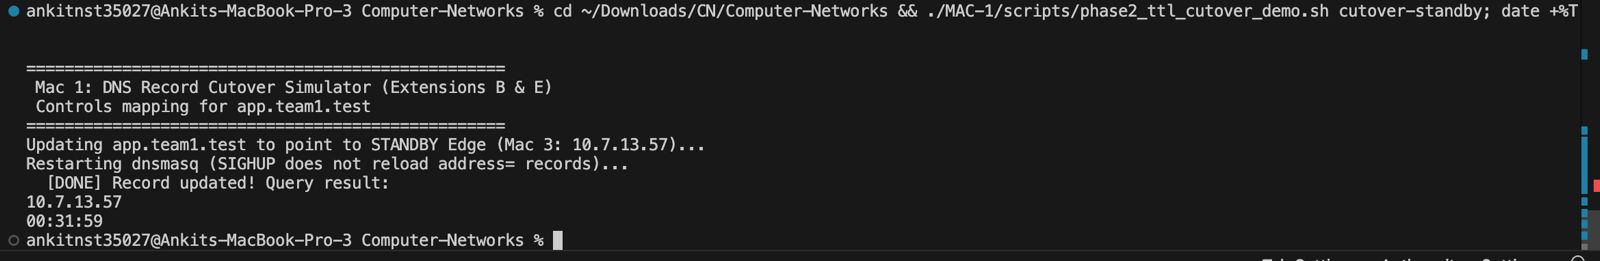 ankitnst35027@Ankits-MacBook-Pro-3 Computer-Networks % cd ~/Downloads/CN/Computer-Networks && ./MAC-1/scripts/phase2_ttl_cutover_demo.sh cutover-standby; date +%T
==================================================
Mac 1: DNS Record Cutover Simulator (Extensions B & E)
Controls mapping for app.team1.test
==================================================
Updating app.team1.test to point to STANDBY Edge (Mac 3: 10.7.13.57)...
Restarting dnsmasq (SIGHUP does not reload address= records)...
[DONE] Record updated! Query result:
10.7.13.57
00:31:59
ankitnst35027@Ankits-MacBook-Pro-3 Computer-Networks %